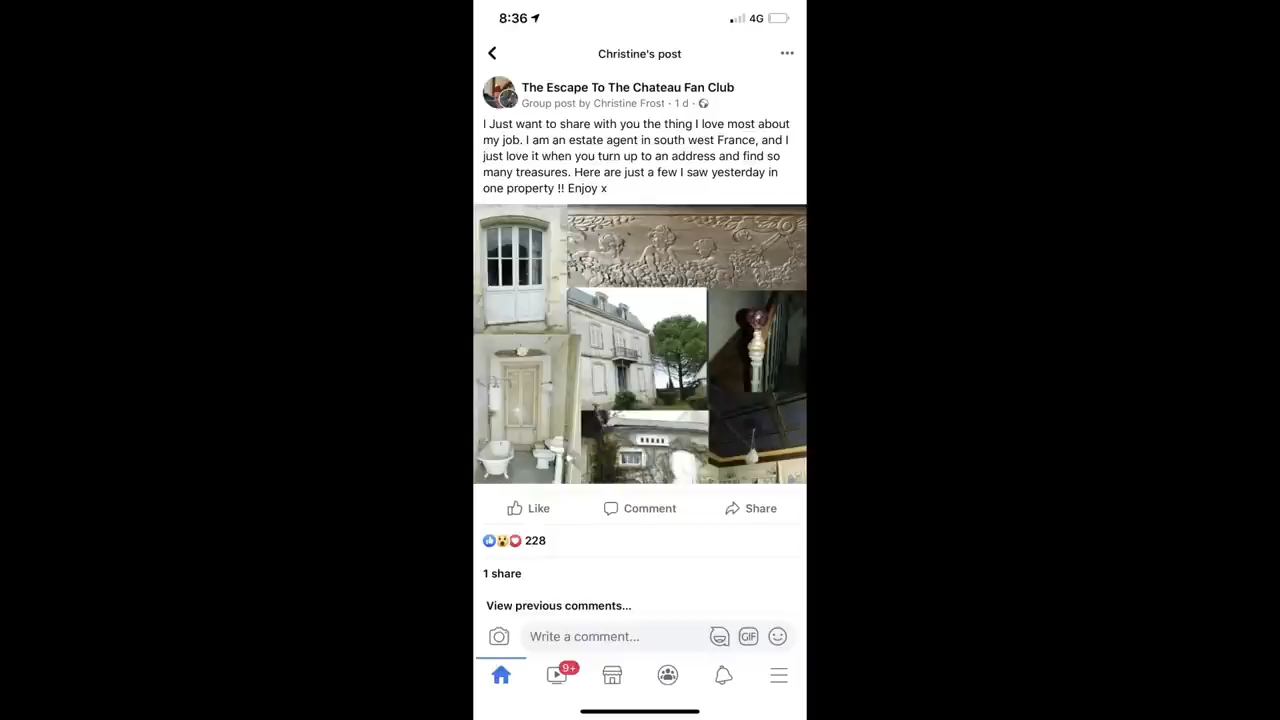 8:36
4G
Christine's post
The Escape To The Chateau Fan Club
Group post by Christine Frost · 1 d ·
I Just want to share with you the thing I love most about
my job. I am an estate agent in south west France, and I
just love it when you turn up to an address and find so
many treasures. Here are just a few I saw yesterday in
one property !! Enjoy x
Like
Comment
Share
228
1 share
View previous comments...
Write a comment...
GIF
9+